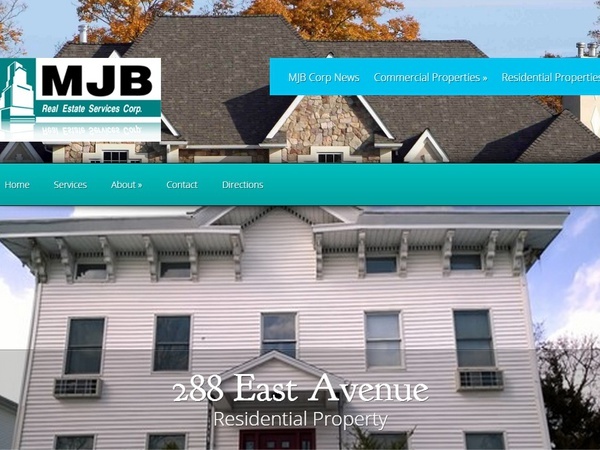 MJB
Real Estate Services Corp.
MJB Corp News Commercial Properties » Residential Properties
Home Services About » Contact Directions
288 East Avenue
Residential Property